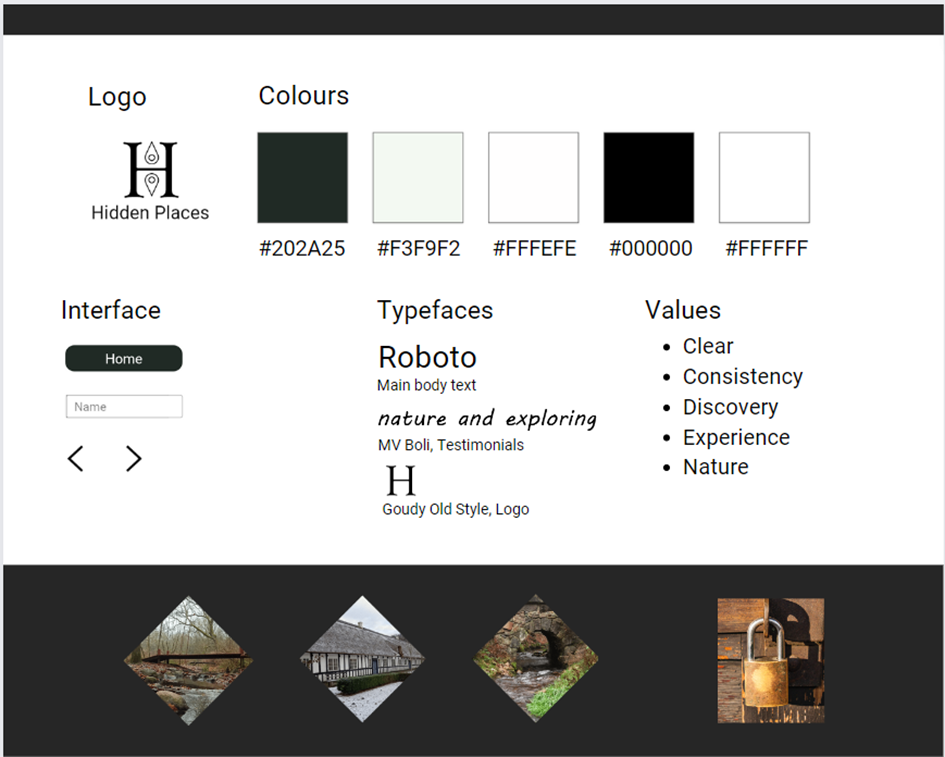 Logo
Colours
H
Hidden Places
#202A25
#F3F9F2
#FFFEFE
#000000
#FFFFFF
Interface
Home
Name
Typefaces
Roboto
Main body text
nature and exploring
MV Boli, Testimonials
H
Goudy Old Style, Logo
Values
Clear
Consistency
Discovery
Experience
Nature